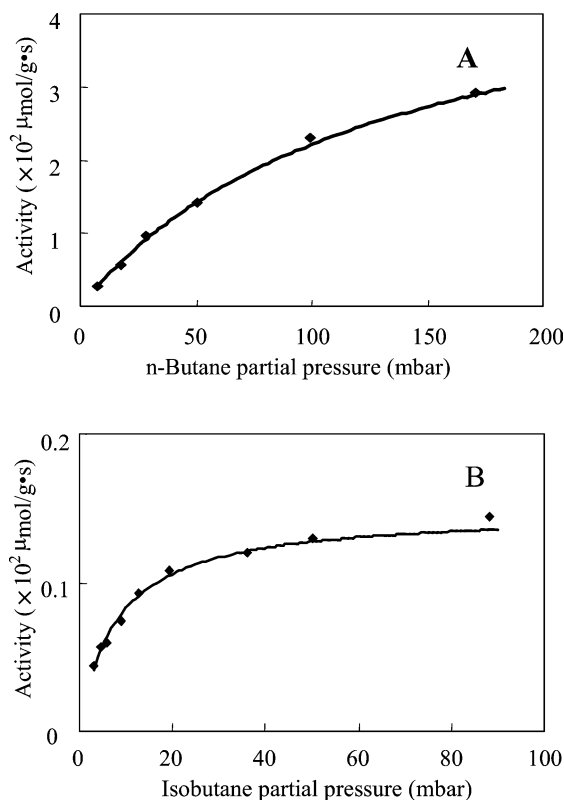 4
3
2
1
0
A
Activity (×10² μmol/g•s)
0 50 100 150 200
n-Butane partial pressure (mbar)
0.2
0.1
0
B
Activity (×10² μmol/g•s)
0 20 40 60 80 100
Isobutane partial pressure (mbar)